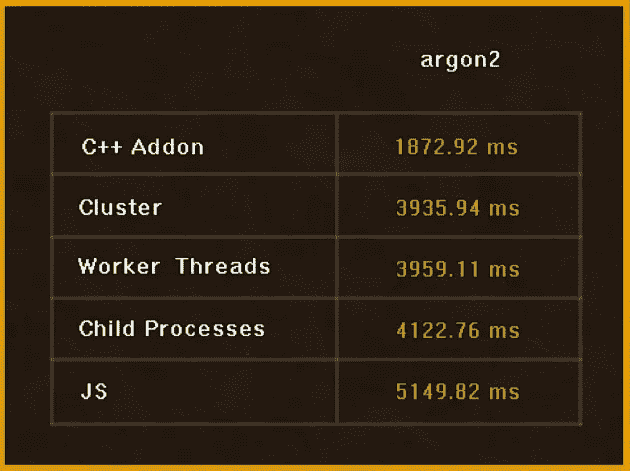 argon2
C++ Addon 1872.92 ms
Cluster 3935.94 ms
Worker Threads 3959.11 ms
Child Processes 4122.76 ms
JS 5149.82 ms